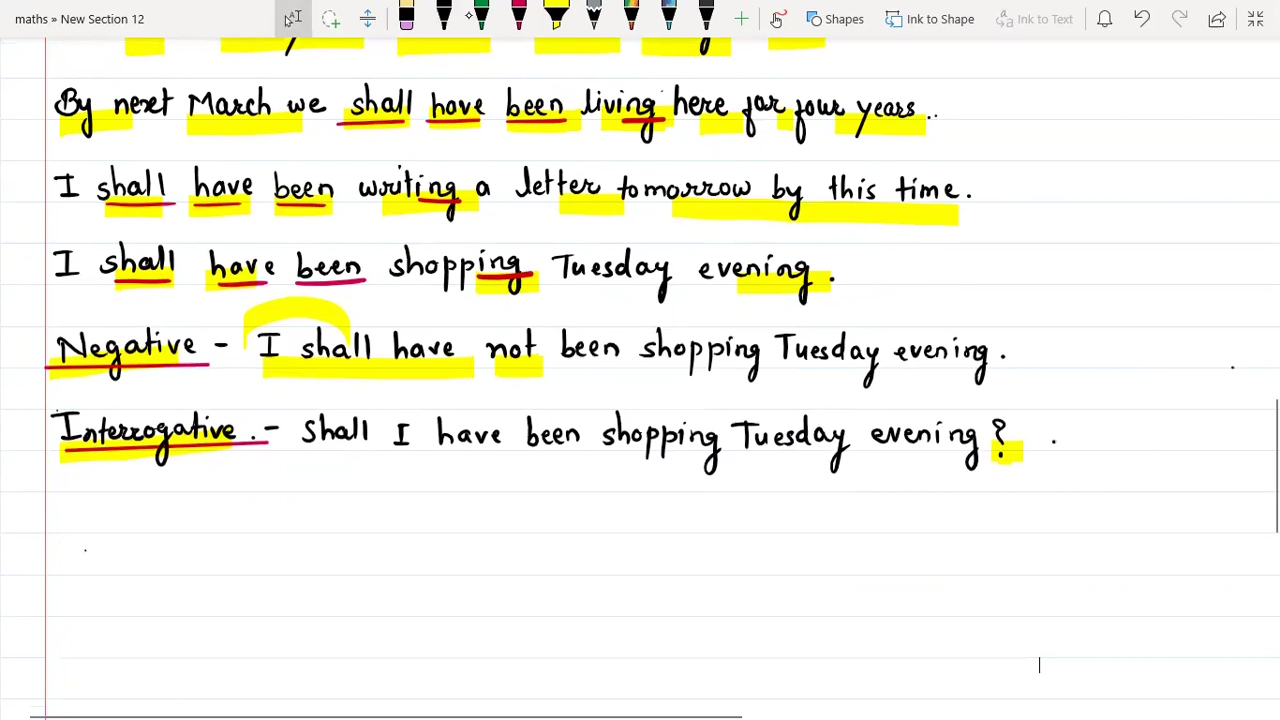 maths » New Section 12
Shapes
Ink to Shape
Ink to Text
By next March we shall have been living here for four years..
I shall have been writing a letter tomorrow by this time.
I shall have been shopping Tuesday evening.
Negative - I shall have not been shopping Tuesday evening.
Interrogative.- Shall I have been shopping Tuesday evening?